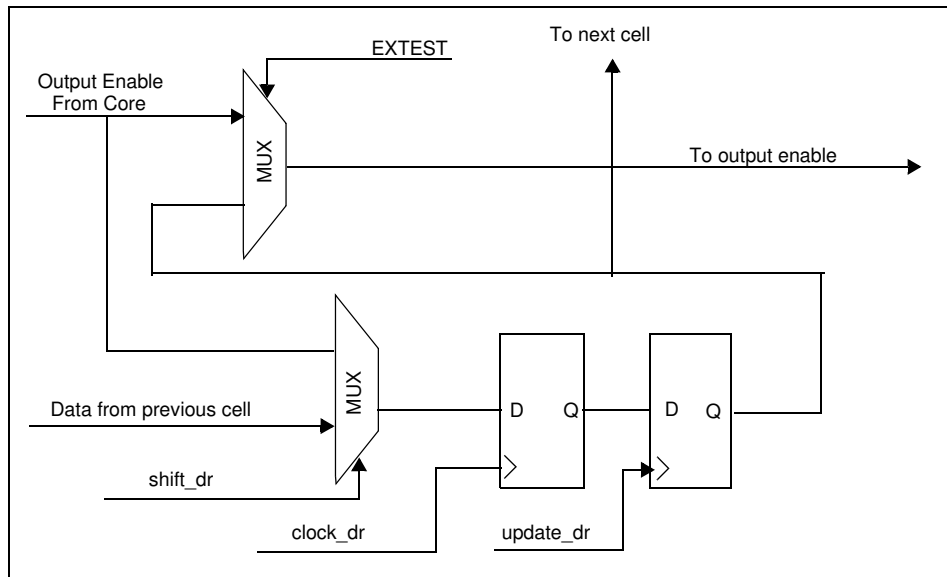 To next cell
EXTEST
Output Enable
From Core
MUX
To output enable
MUX
Data from previous cell
D
Q
D
Q
shift_dr
clock_dr
update_dr